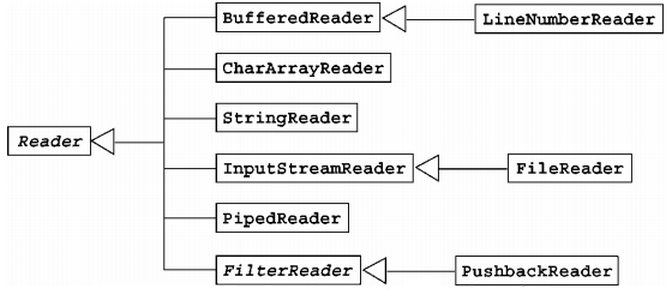 BufferedReader
LineNumberReader
CharArrayReader
StringReader
Reader
InputStreamReader
FileReader
PipedReader
FilterReader
PushbackReader